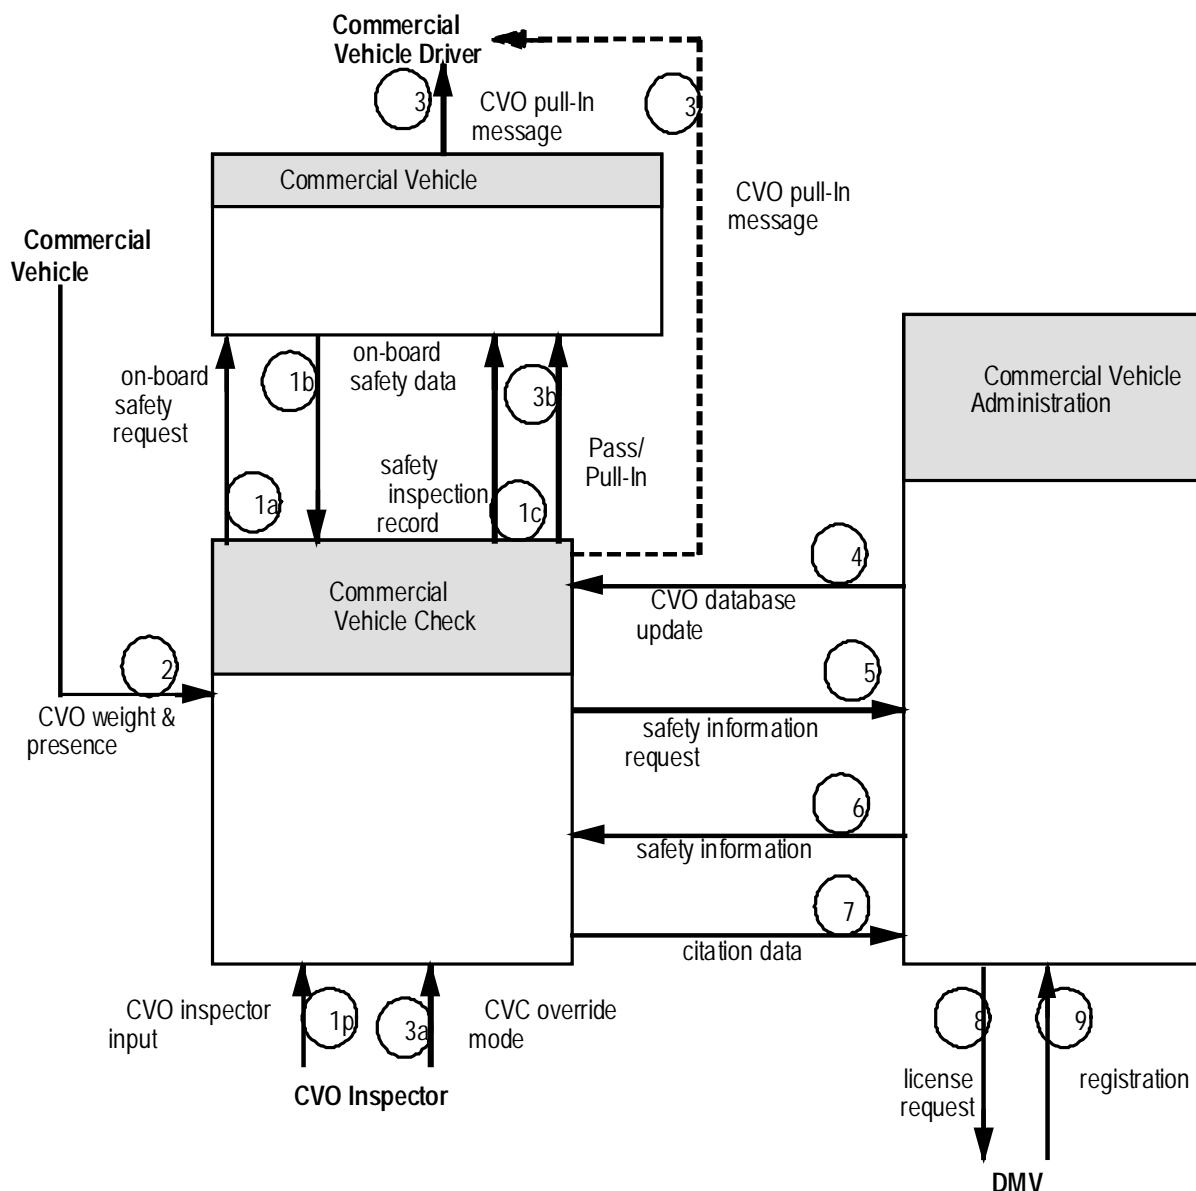 Commercial
Vehicle Driver
3
CVO pull-In
message
3
Commercial Vehicle
CVO pull-In
message
Commercial
Vehicle
on-board
safety
request
1b
on-board
safety data
3b
Commercial Vehicle
Administration
Pass/
Pull-In
1a
safety
inspection
record
1c
Commercial
Vehicle Check
4
CVO database
update
2
CVO weight &
presence
5
safety information
request
6
safety information
7
citation data
CVO inspector
input
1p
3a
CVC override
mode
CVO Inspector
8
9
license
request
registration
DMV